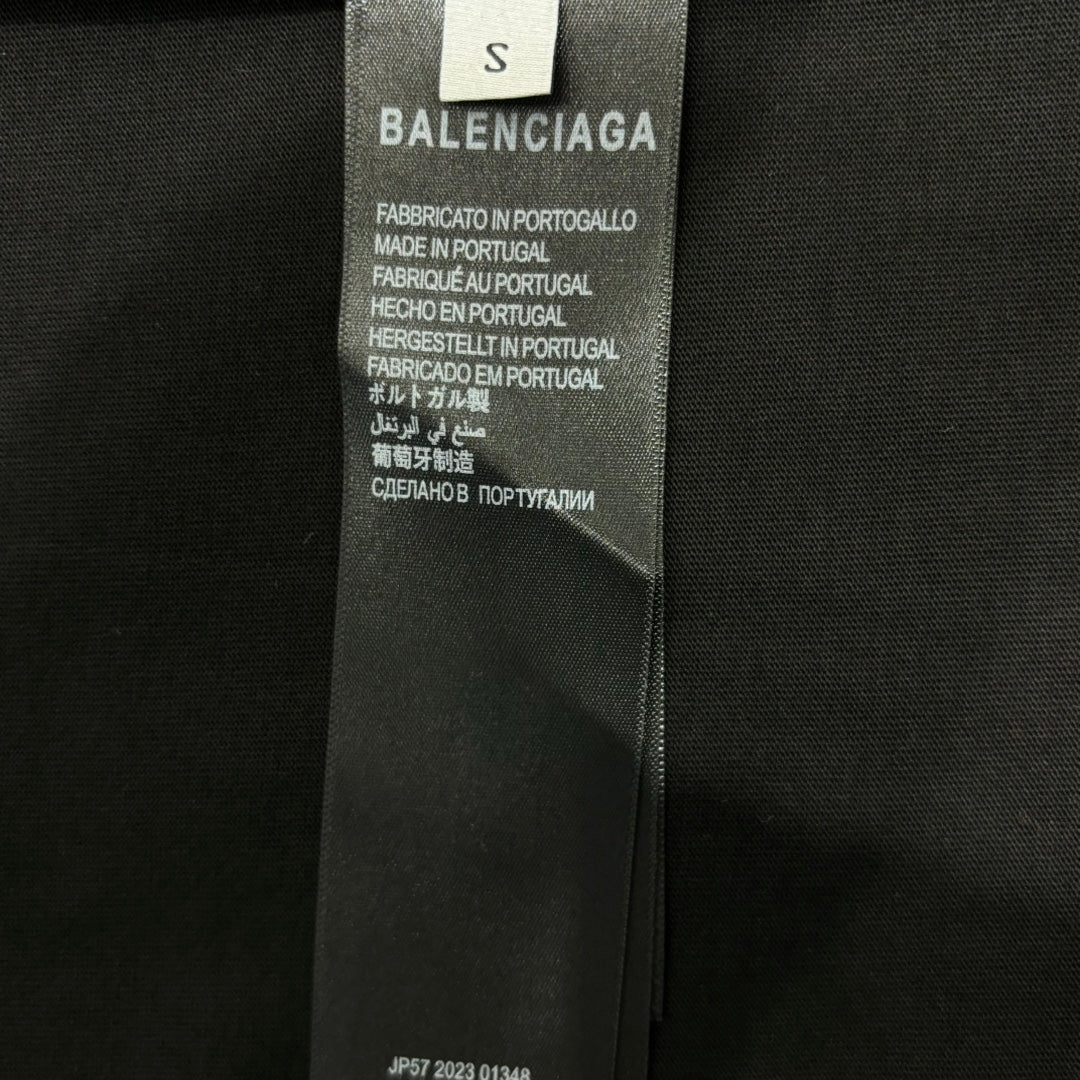 S
BALENCIAGA
FABBRICATO IN PORTOGALLO
MADE IN PORTUGAL
FABRIQUÉ AU PORTUGAL
HECHO EN PORTUGAL
HERGESTELLT IN PORTUGAL
FABRICADO EM PORTUGAL
ポルトガル製
صنع في البرتغال
葡萄牙制造
СДЕЛАНО В ПОРТУГАЛИИ
JP57 2023 01348